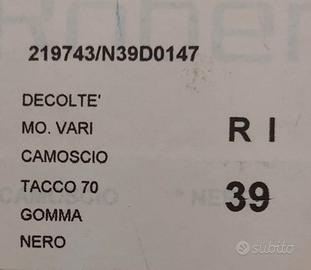 219743/N39D0147
DECOLTE'
MO. VARI
R I
CAMOSCIO
TACCO 70
39
GOMMA
NERO
subito